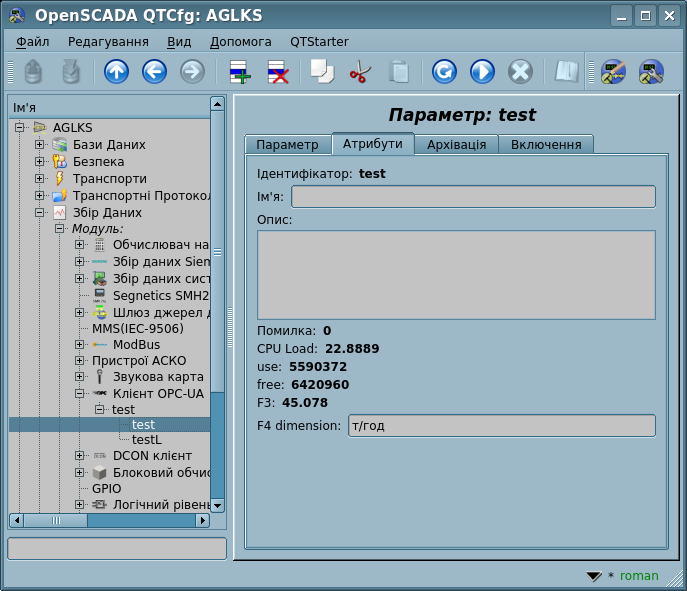 OpenSCADA QTCfg: AGLKS
Файл Редагування Вид Допомога QTStarter
Ім'я
AGLKS
Бази Даних
Безпека
Транспорти
Транспортні Протокол
Збір Даних
Модуль:
Обчислювач на
Збір даних Siem
Збір даних сист
Segnetics SMH2
Шлюз джерел д
MMS(IEC-9506)
ModBus
Пристрої АСКО
Звукова карта
Клієнт OPC-UA
test
test
testL
DCON клієнт
Блоковий обчис
GPIO
Логічний рівень
Параметр: test
Параметр Атрибути Архівація Включення
Ідентифікатор: test
Ім'я:
Опис:
Помилка: 0
CPU Load: 22.8889
use: 5590372
free: 6420960
F3: 45.078
F4 dimension: т/год
* roman